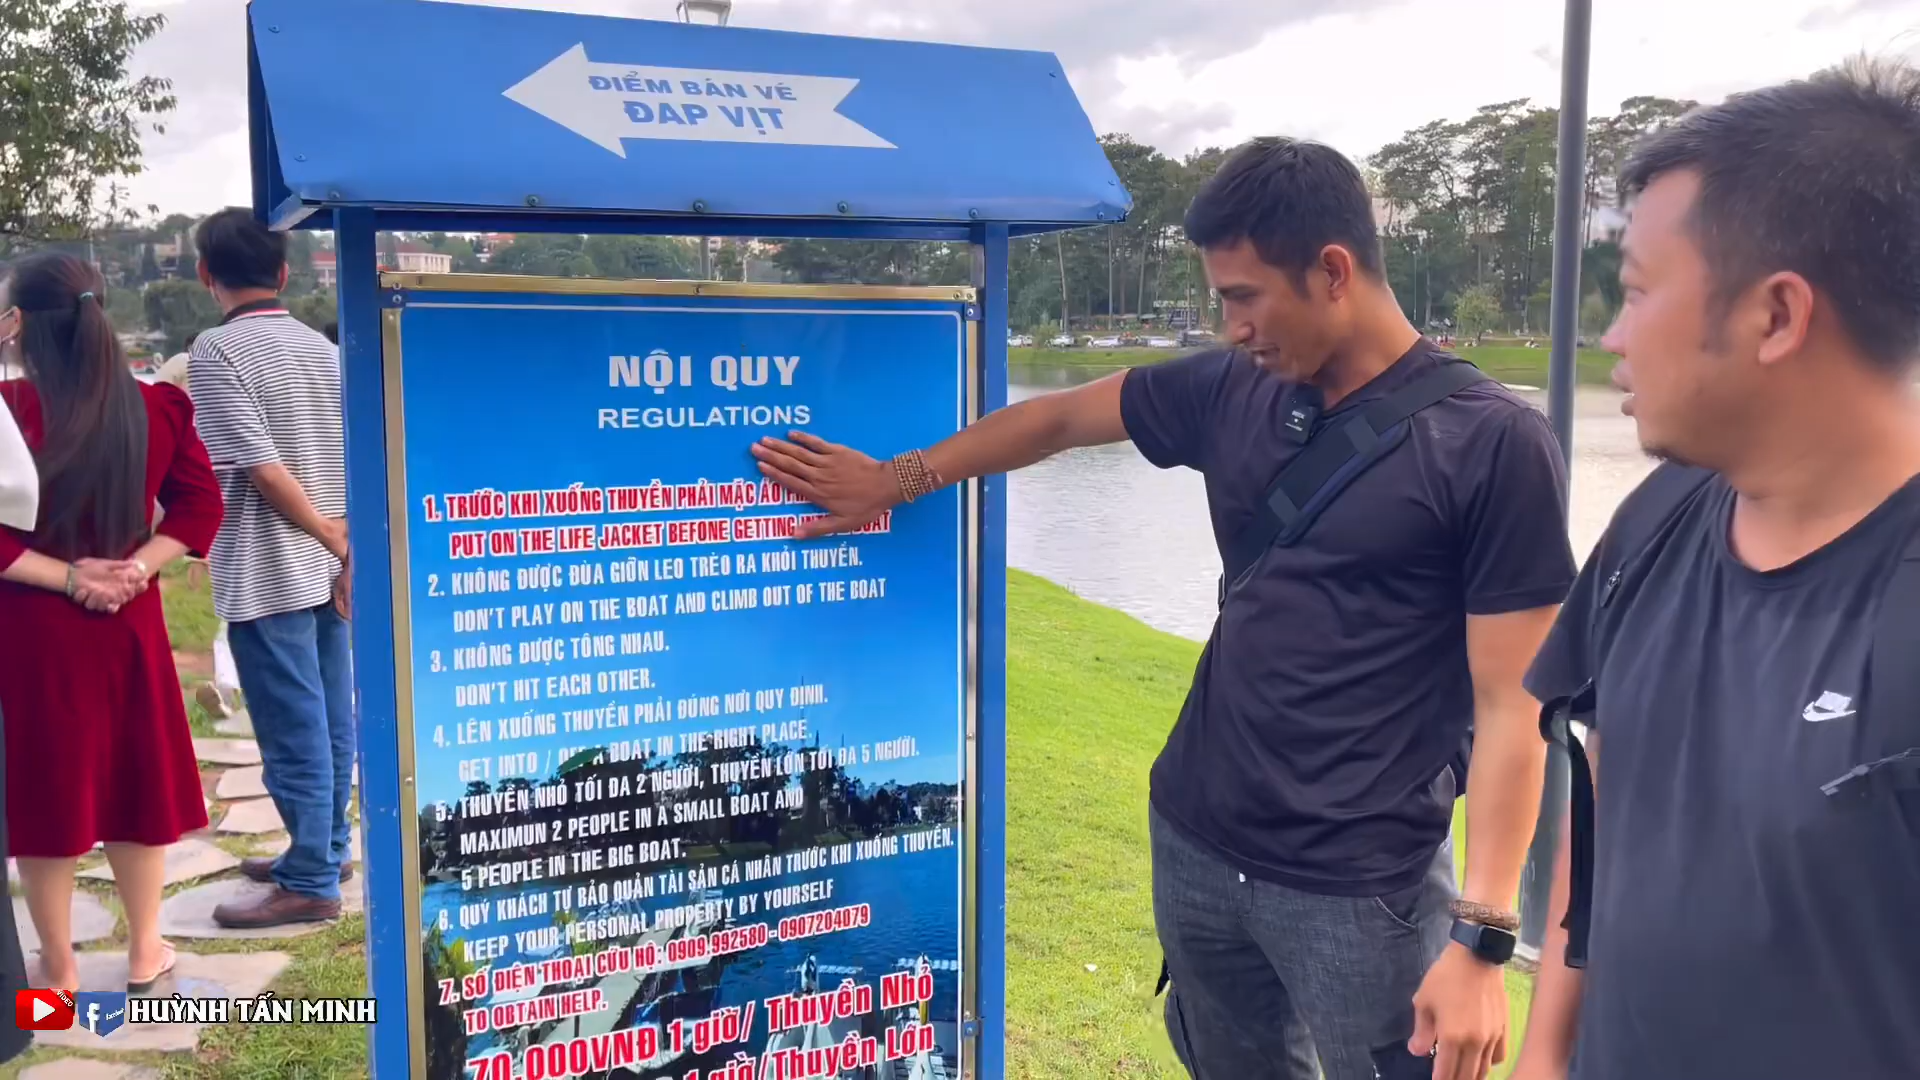 ĐIỂM BÁN VÉ
ĐẠP VỊT
NỘI QUY
REGULATIONS
1. TRƯỚC KHI XUỐNG THUYỀN PHẢI MẶC ÁO
PUT ON THE LIFE JACKET BEFONE GETTING BOAT
2. KHÔNG ĐƯỢC ĐÙA GIỠN LEO TRÈO RA KHỎI THUYỀN.
DON'T PLAY ON THE BOAT AND CLIMB OUT OF THE BOAT
3. KHÔNG ĐƯỢC TÔNG NHAU.
DON'T HIT EACH OTHER.
4. LÊN XUỐNG THUYỀN PHẢI ĐÚNG NƠI QUY ĐỊNH.
GET INTO / OFF A BOAT IN THE RIGHT PLACE.
5. THUYỀN NHỎ TỐI ĐA 2 NGƯỜI, THUYỀN LỚN TỐI ĐA 5 NGƯỜI.
MAXIMUN 2 PEOPLE IN A SMALL BOAT AND
5 PEOPLE IN THE BIG BOAT.
6. QUÝ KHÁCH TỰ BẢO QUẢN TÀI SẢN CÁ NHÂN TRƯỚC KHI XUỐNG THUYỀN.
KEEP YOUR PERSONAL PROPERTY BY YOURSELF
7. SỐ ĐIỆN THOẠI CỨU HỘ: 0909.992580 - 0907204079
TO OBTAIN HELP.
70.000VNĐ 1 giờ/ Thuyền Nhỏ
1 giờ/Thuyền Lớn
HUỲNH TẤN MINH